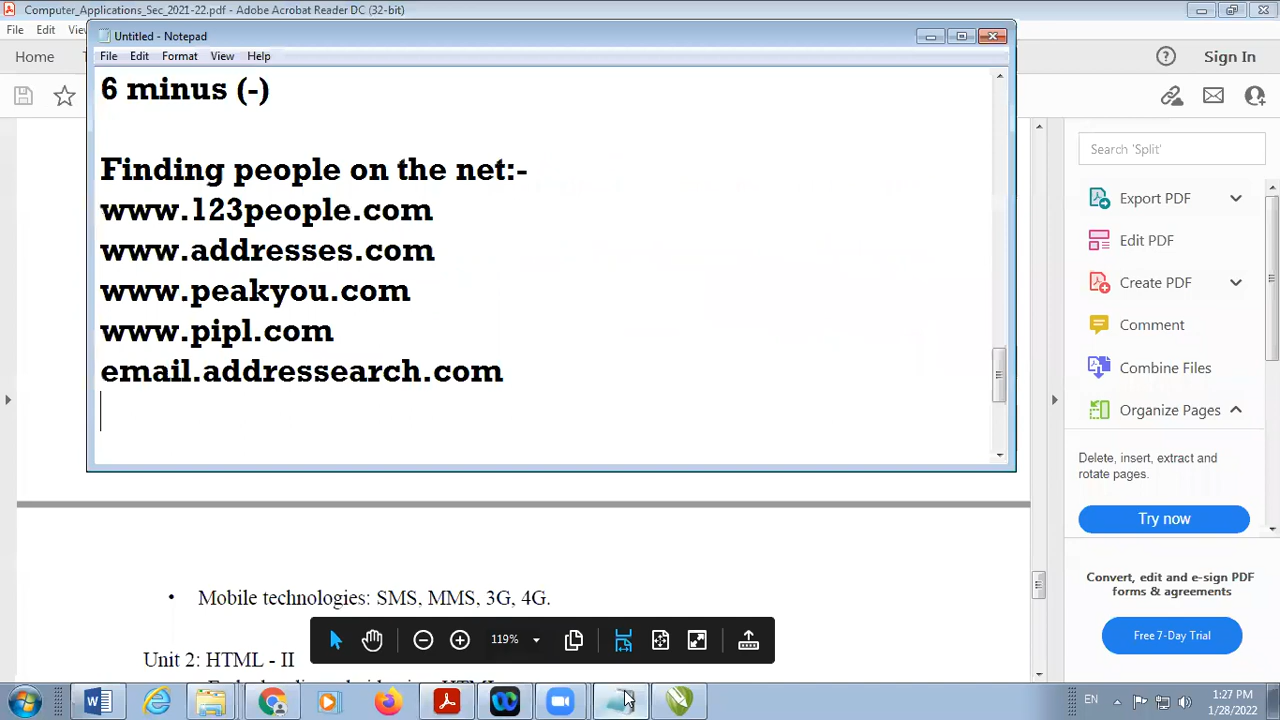 Computer_Applications_Sec_2021-22.pdf - Adobe Acrobat Reader DC (32-bit)
File Edit
Home
Sign In
Untitled - Notepad
File Edit Format View Help
6 minus (-)
Finding people on the net:-
www.123people.com
www.addresses.com
www.peakyou.com
www.pipl.com
email.addressearch.com
Search 'Split'
Export PDF
Edit PDF
Create PDF
Comment
Combine Files
Organize Pages
Delete, insert, extract and
rotate pages.
Try now
Convert, edit and e-sign PDF
forms & agreements
Free 7-Day Trial
• Mobile technologies: SMS, MMS, 3G, 4G.
119%
Unit 2: HTML - II
EN
1:27 PM
1/28/2022